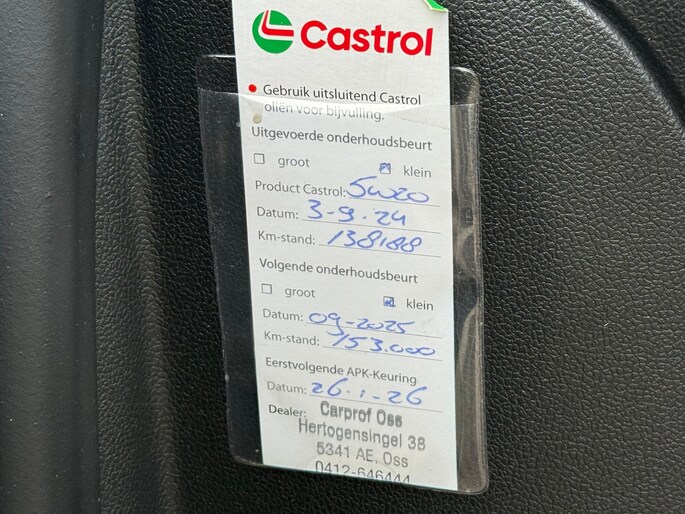 Castrol
Gebruik uitsluitend Castrol
oliën voor bijvulling.
Uitgevoerde onderhoudsbeurt
groot klein
Product Castrol: 5w20
Datum: 3-9-24
Km-stand: 138188
Volgende onderhoudsbeurt
groot klein
Datum: 09-2025
Km-stand: 153.000
Eerstvolgende APK-Keuring
Datum: 26-1-26
Dealer: Carprof Oss
Hertogensingel 38
5341 AE, Oss
0412-646444